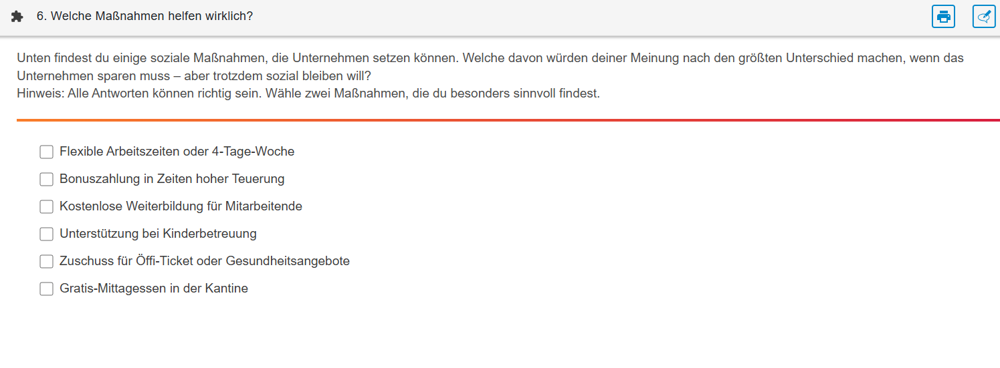 6. Welche Maßnahmen helfen wirklich?
Unten findest du einige soziale Maßnahmen, die Unternehmen setzen können. Welche davon würden deiner Meinung nach den größten Unterschied machen, wenn das
Unternehmen sparen muss – aber trotzdem sozial bleiben will?
Hinweis: Alle Antworten können richtig sein. Wähle zwei Maßnahmen, die du besonders sinnvoll findest.
Flexible Arbeitszeiten oder 4-Tage-Woche
Bonuszahlung in Zeiten hoher Teuerung
Kostenlose Weiterbildung für Mitarbeitende
Unterstützung bei Kinderbetreuung
Zuschuss für Öffi-Ticket oder Gesundheitsangebote
Gratis-Mittagessen in der Kantine